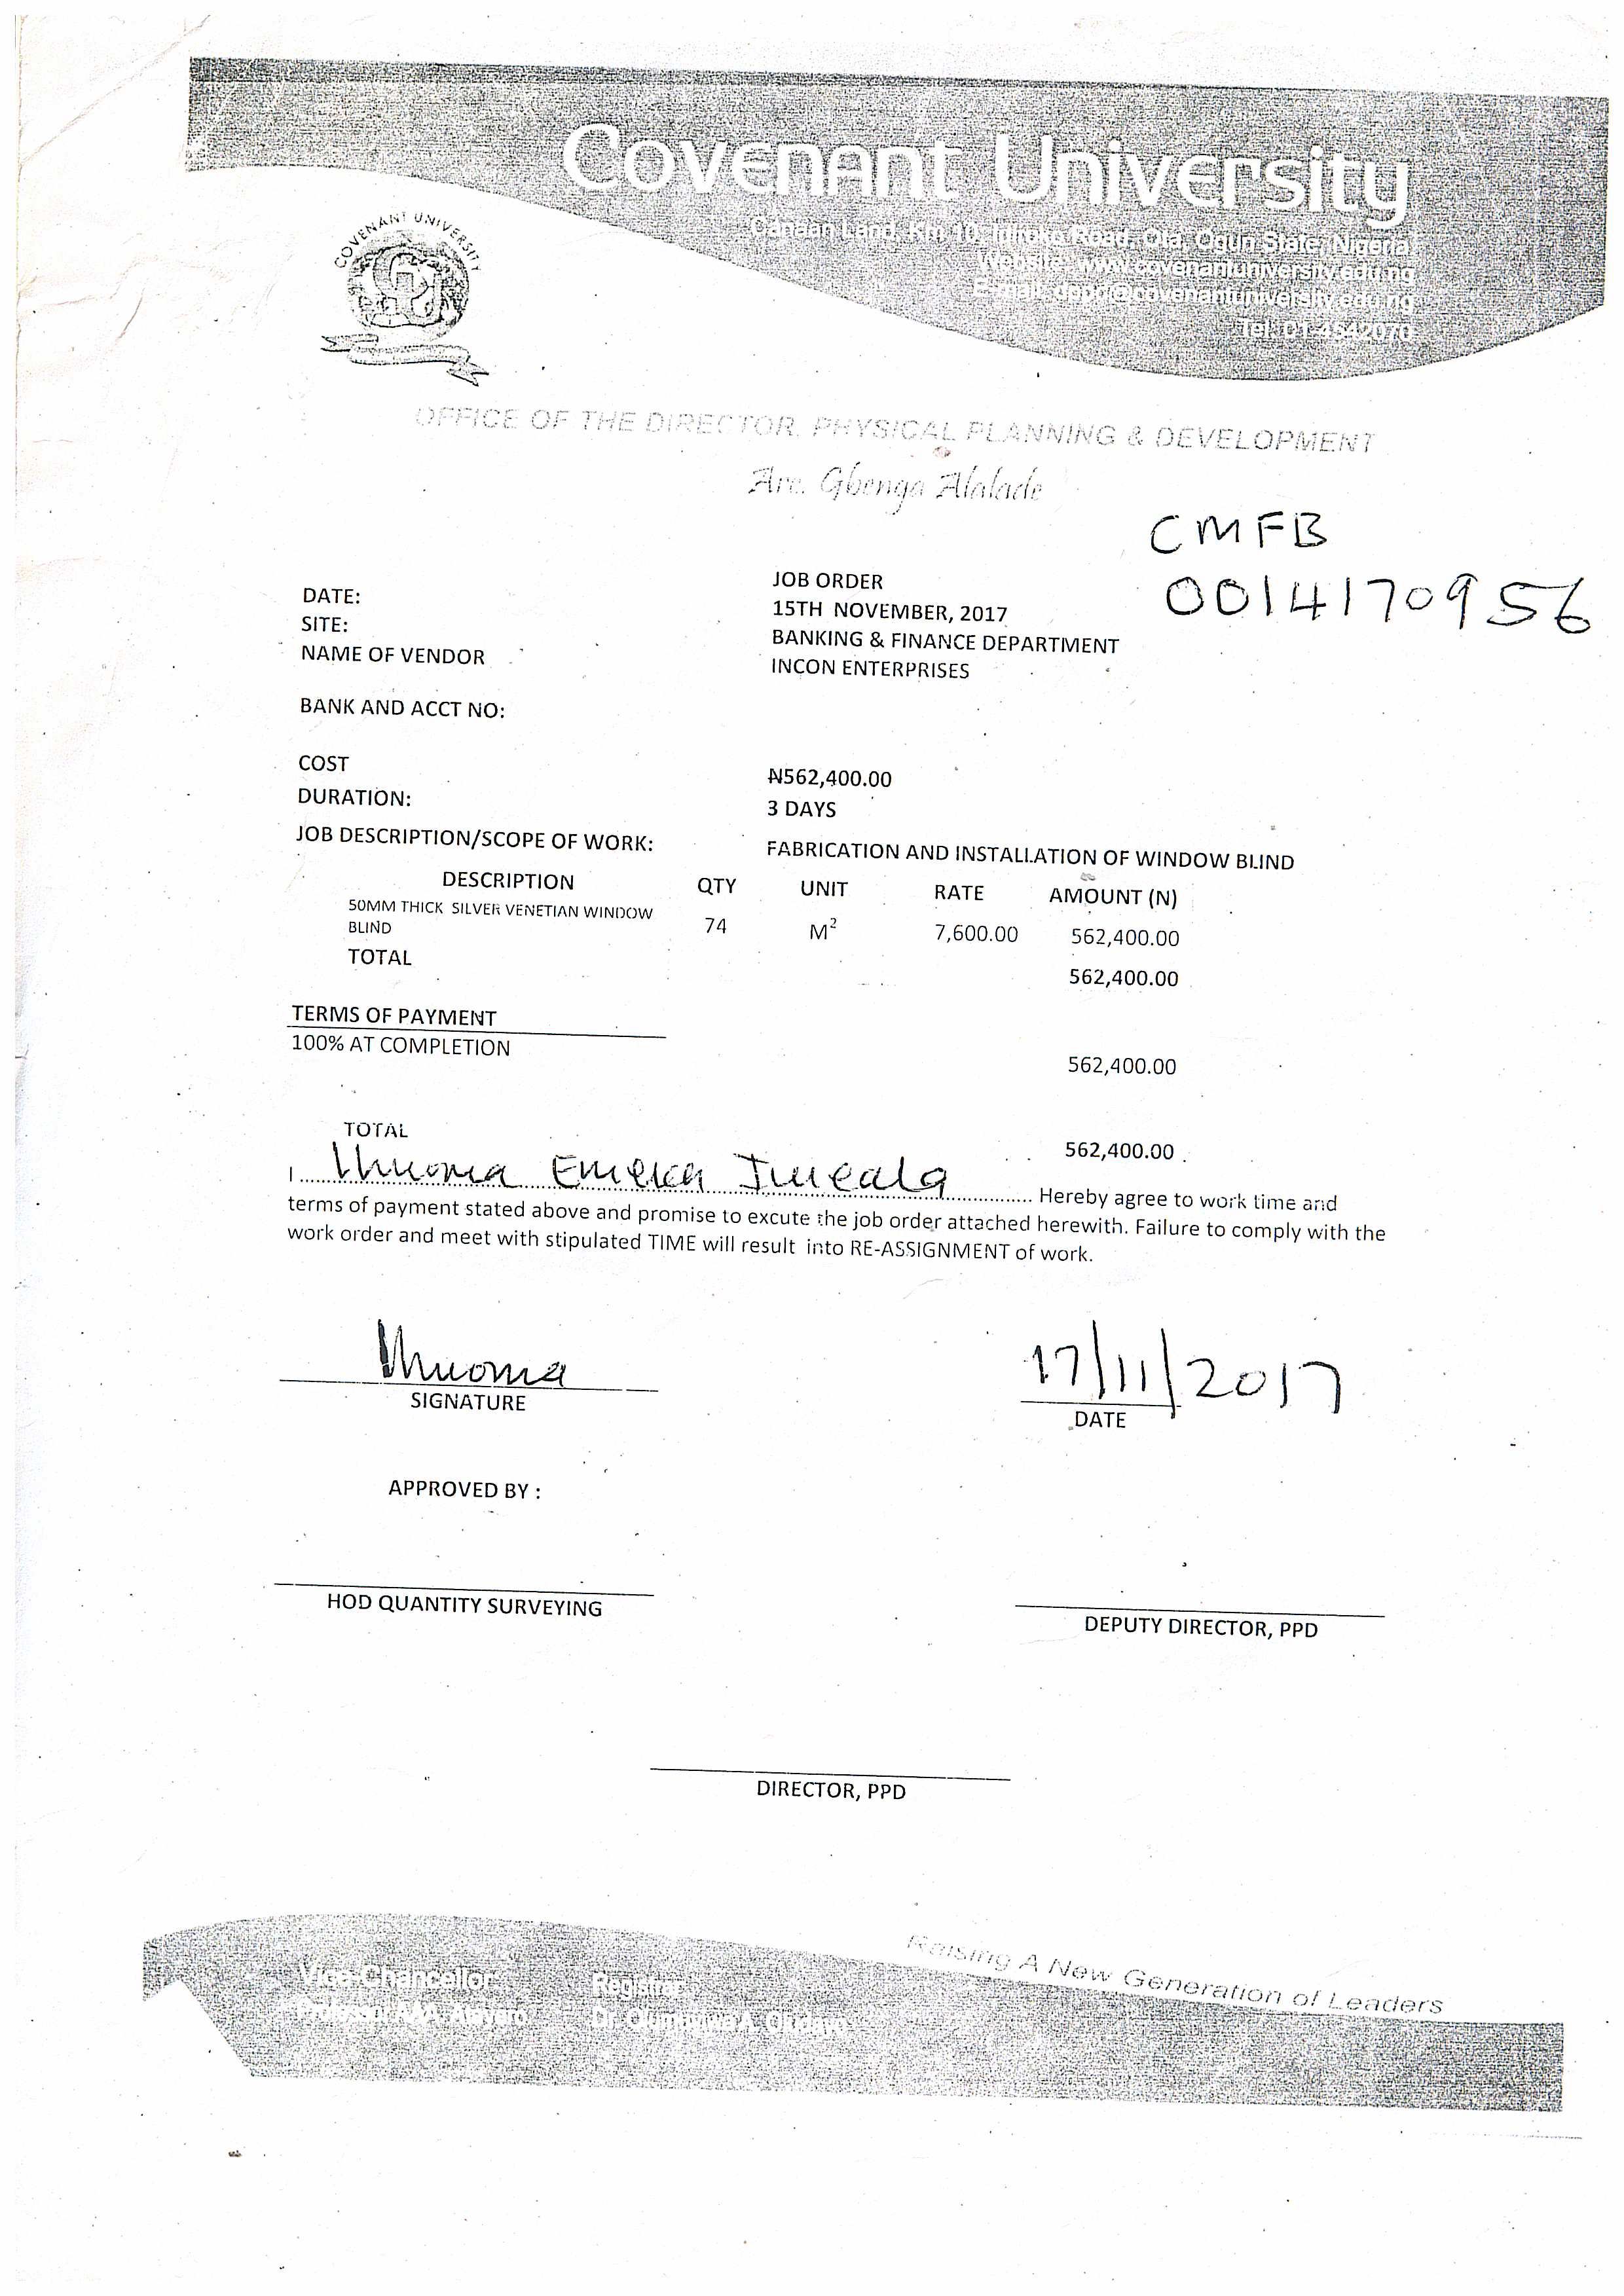 Covenant University
Canaan Land, Km 10, Idiroko Road, Ota, Ogun State, Nigeria
Website: www.covenantuniversity.edu.ng
E-mail: dppd@covenantuniversity.edu.ng
Tel: 01-4542070
COVENANT UNIVERSITY
OFFICE OF THE DIRECTOR, PHYSICAL PLANNING & DEVELOPMENT
Arc. Gbenga Alalade
CMFB
0014170956
JOB ORDER
DATE: 15TH NOVEMBER, 2017
SITE: BANKING & FINANCE DEPARTMENT
NAME OF VENDOR INCON ENTERPRISES
BANK AND ACCT NO:
COST ₦562,400.00
DURATION: 3 DAYS
JOB DESCRIPTION/SCOPE OF WORK: FABRICATION AND INSTALLATION OF WINDOW BLIND
DESCRIPTION QTY UNIT RATE AMOUNT (N)
50MM THICK SILVER VENETIAN WINDOW
BLIND 74 M² 7,600.00 562,400.00
TOTAL 562,400.00
TERMS OF PAYMENT
100% AT COMPLETION 562,400.00
TOTAL 562,400.00
I Ihuoma Emeka ........ Hereby agree to work time and
terms of payment stated above and promise to excute the job order attached herewith. Failure to comply with the
work order and meet with stipulated TIME will result into RE-ASSIGNMENT of work.
Ihuoma 17/11/2017
SIGNATURE DATE
APPROVED BY :
HOD QUANTITY SURVEYING DEPUTY DIRECTOR, PPD
DIRECTOR, PPD
Raising A New Generation of Leaders
Vice-Chancellor Registrar
Professor AAA. Atayero Dr. Olumuyiwa A. Oludayo